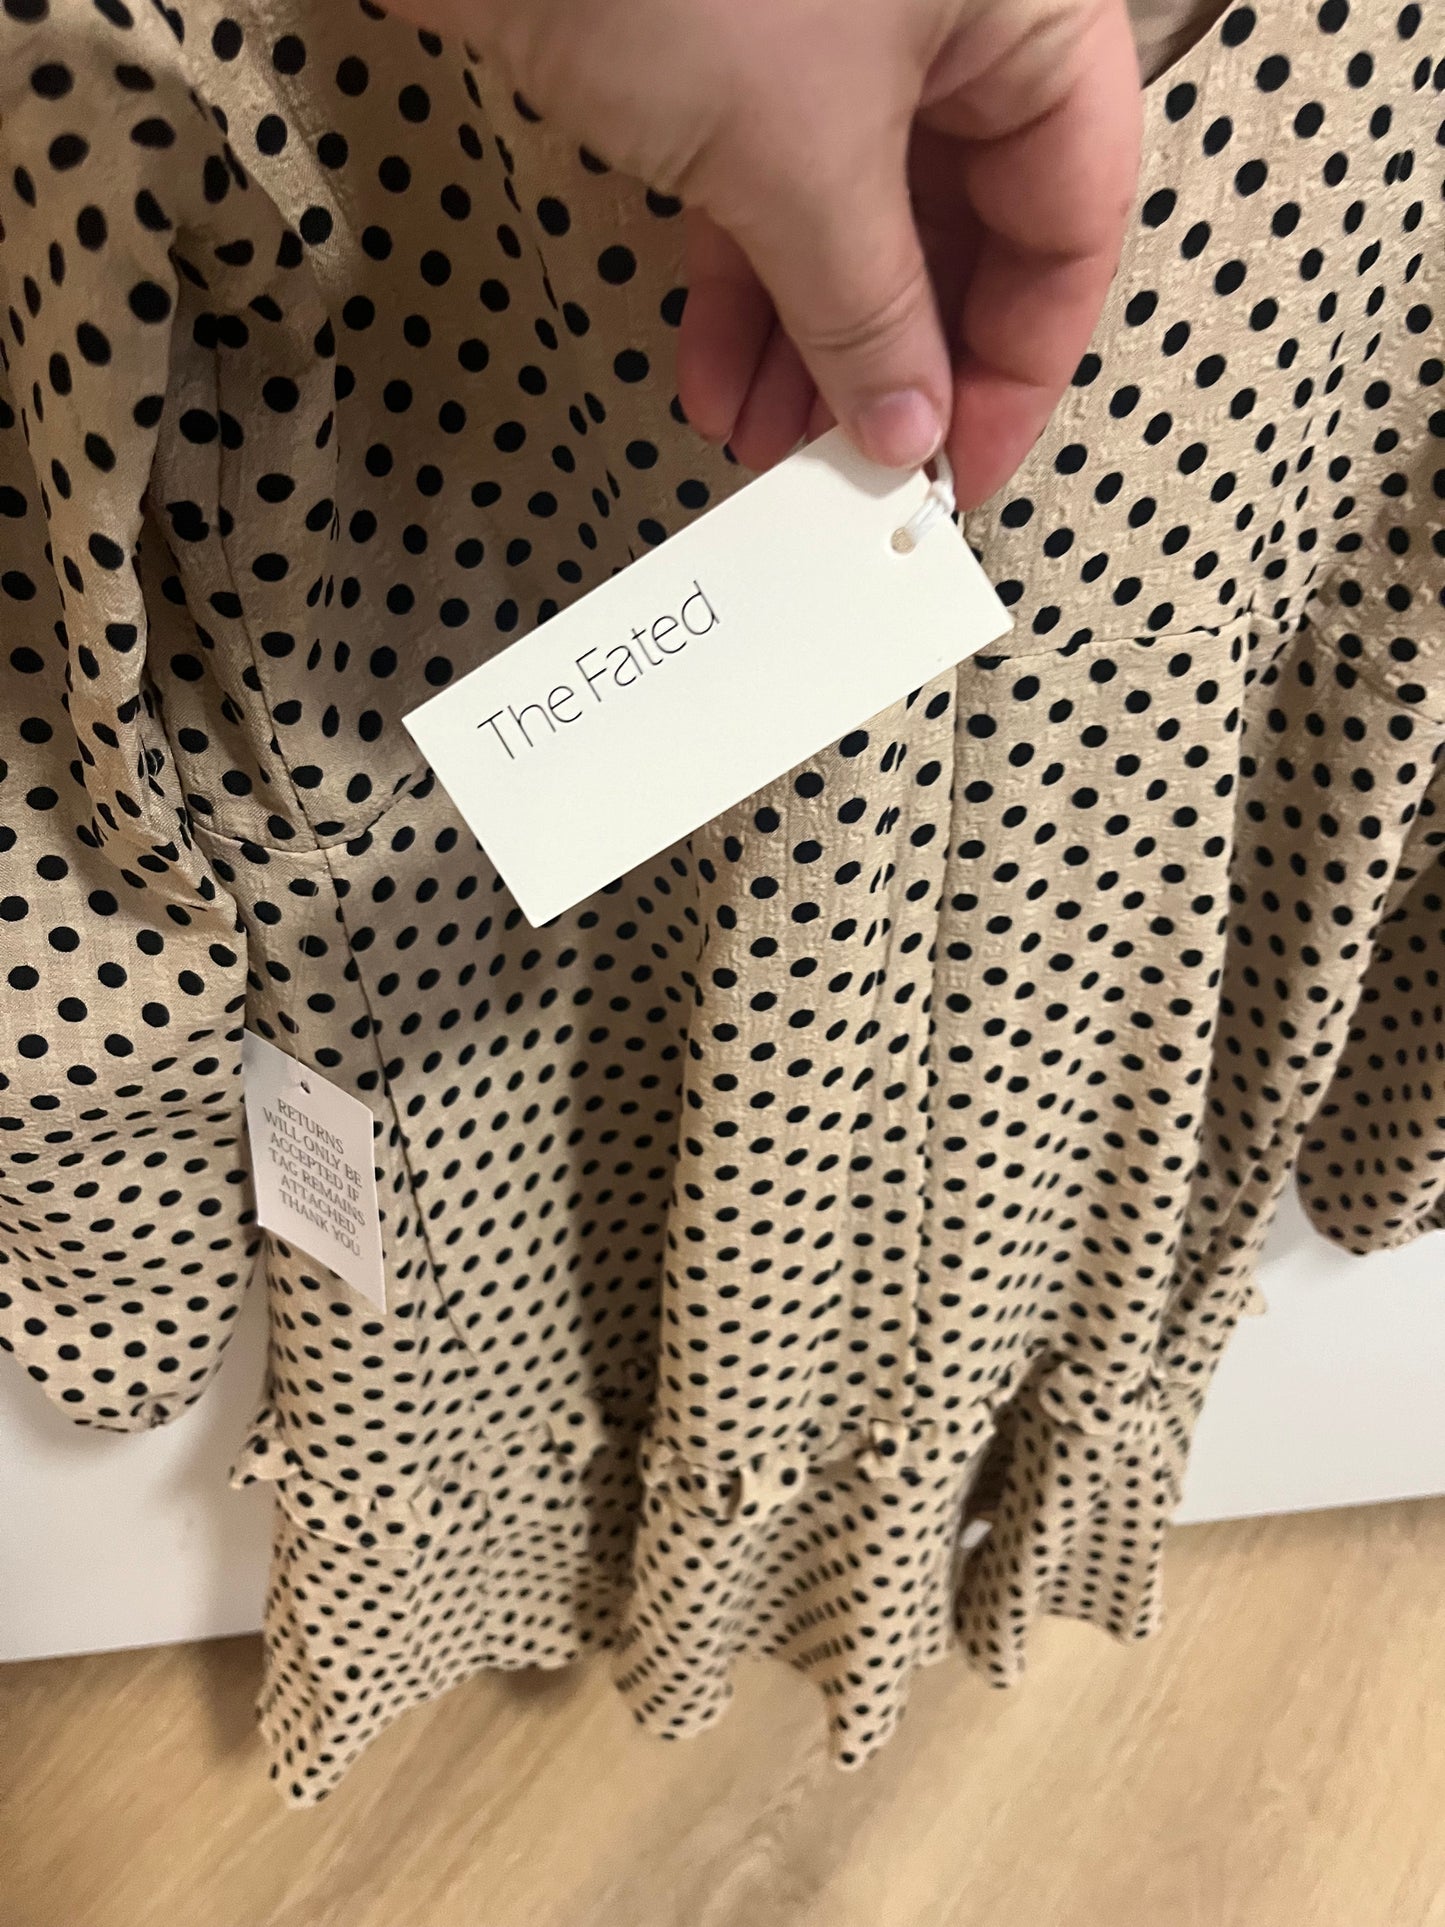 The Fated
RETURNS
WILL ONLY BE
ACCEPTED IF
TAG REMAINS
ATTACHED
THANK YOU